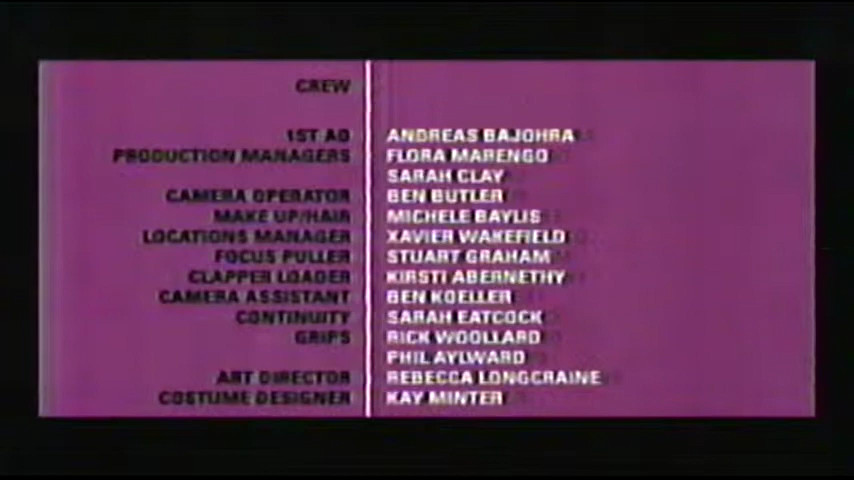 CREW
1ST AD ANDREAS BAJOHRA
PRODUCTION MANAGERS FLORA MARENGO
SARAH CLAY
CAMERA OPERATOR BEN BUTLER
MAKE UP/HAIR MICHELE BAYLIS
LOCATIONS MANAGER XAVIER WAKEFIELD
FOCUS PULLER STUART GRAHAM
CLAPPER LOADER KIRSTI ABERNETHY
CAMERA ASSISTANT BEN KOELLER
CONTINUITY SARAH EATCOCK
GRIPS RICK WOOLLARD
PHIL AYLWARD
ART DIRECTOR REBECCA LONGCRAINE
COSTUME DESIGNER KAY MINTER